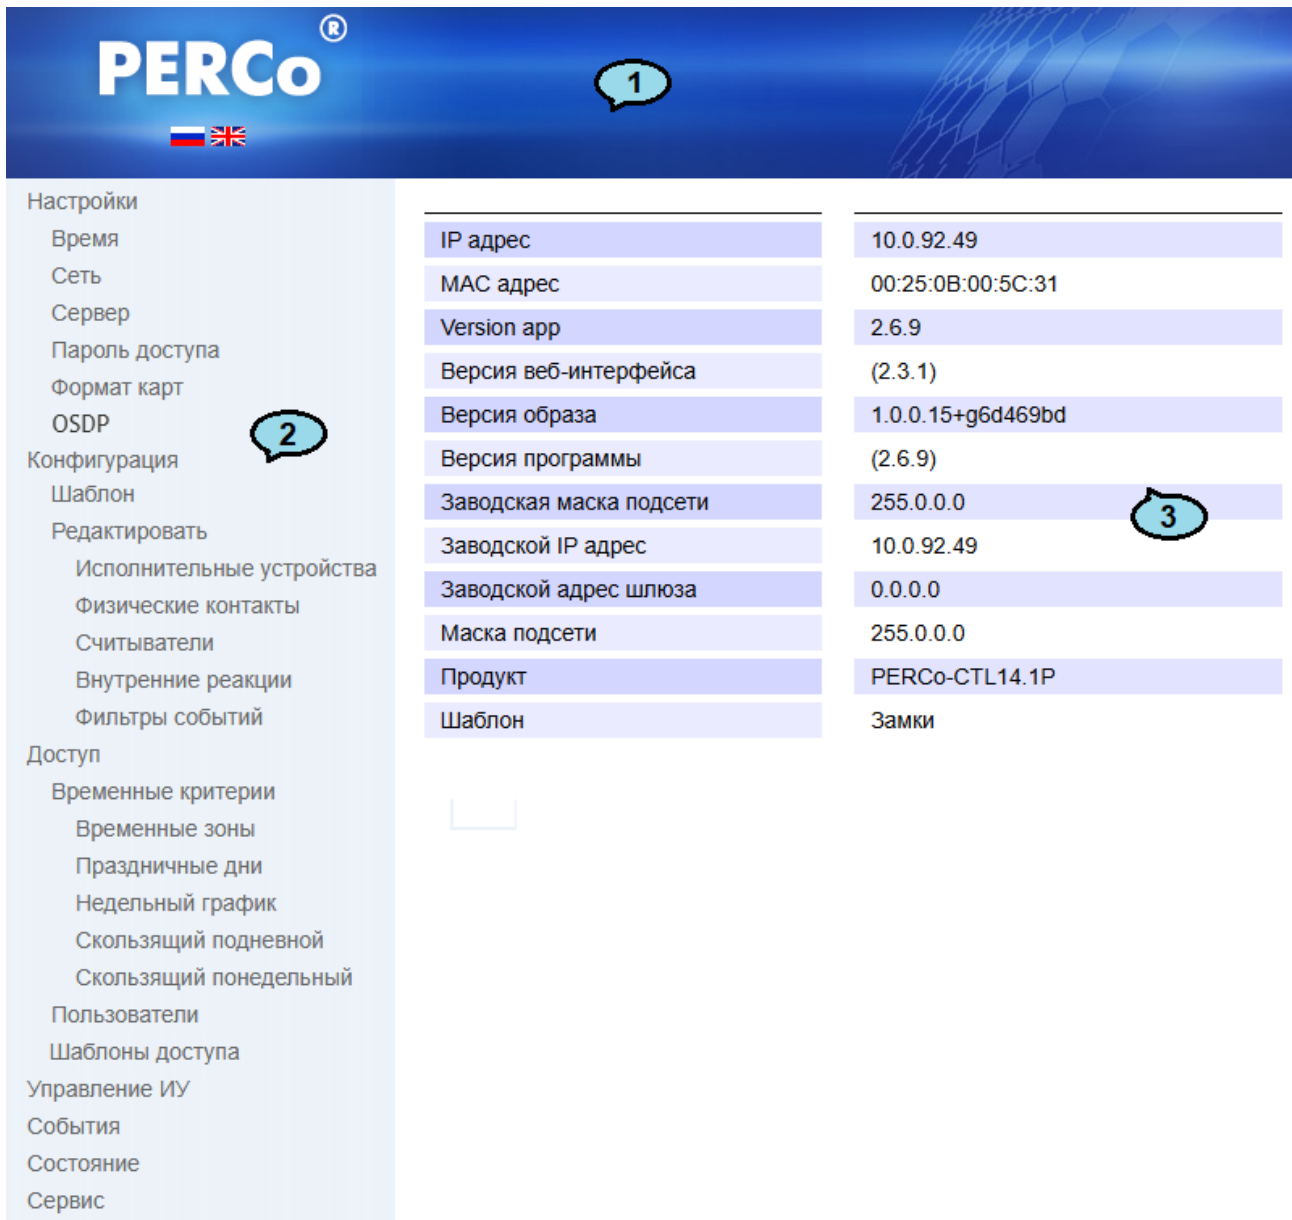 PERCo®
1
Настройки
Время
Сеть
Сервер
Пароль доступа
Формат карт
OSDP
2
Конфигурация
Шаблон
Редактировать
Исполнительные устройства
Физические контакты
Считыватели
Внутренние реакции
Фильтры событий
Доступ
Временные критерии
Временные зоны
Праздничные дни
Недельный график
Скользящий подневной
Скользящий понедельный
Пользователи
Шаблоны доступа
Управление ИУ
События
Состояние
Сервис
IP адрес 10.0.92.49
MAC адрес 00:25:0B:00:5C:31
Version app 2.6.9
Версия веб-интерфейса (2.3.1)
Версия образа 1.0.0.15+g6d469bd
Версия программы (2.6.9)
Заводская маска подсети 255.0.0.0
3
Заводской IP адрес 10.0.92.49
Заводской адрес шлюза 0.0.0.0
Маска подсети 255.0.0.0
Продукт PERCo-CTL14.1P
Шаблон Замки